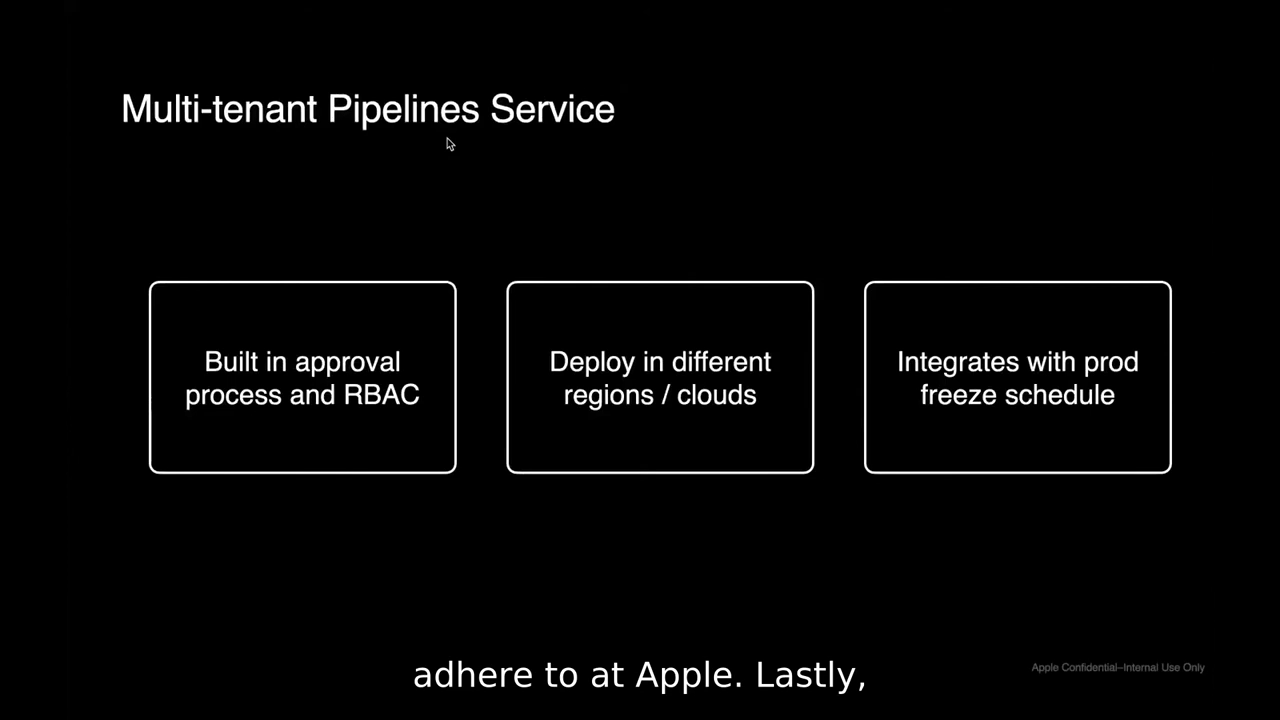 Multi-tenant Pipelines Service
Built in approval
process and RBAC
Deploy in different
regions / clouds
Integrates with prod
freeze schedule
Apple Confidential–Internal Use Only
adhere to at Apple. Lastly,